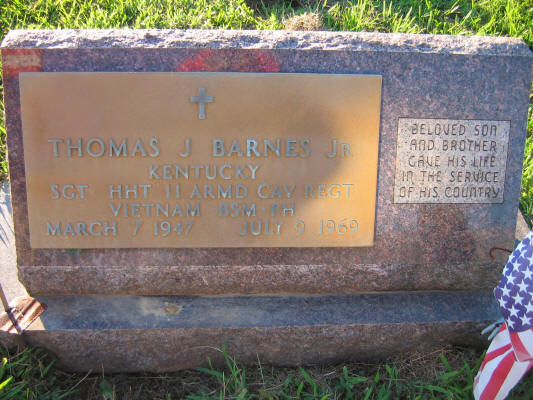 THOMAS J BARNES JR
KENTUCKY
SGT HHT 11 ARMD CAV REGT
VIETNAM BSM-PH
MARCH 7 1947 JULY 9 1969
BELOVED SON
AND BROTHER
GAVE HIS LIFE
IN THE SERVICE
OF HIS COUNTRY